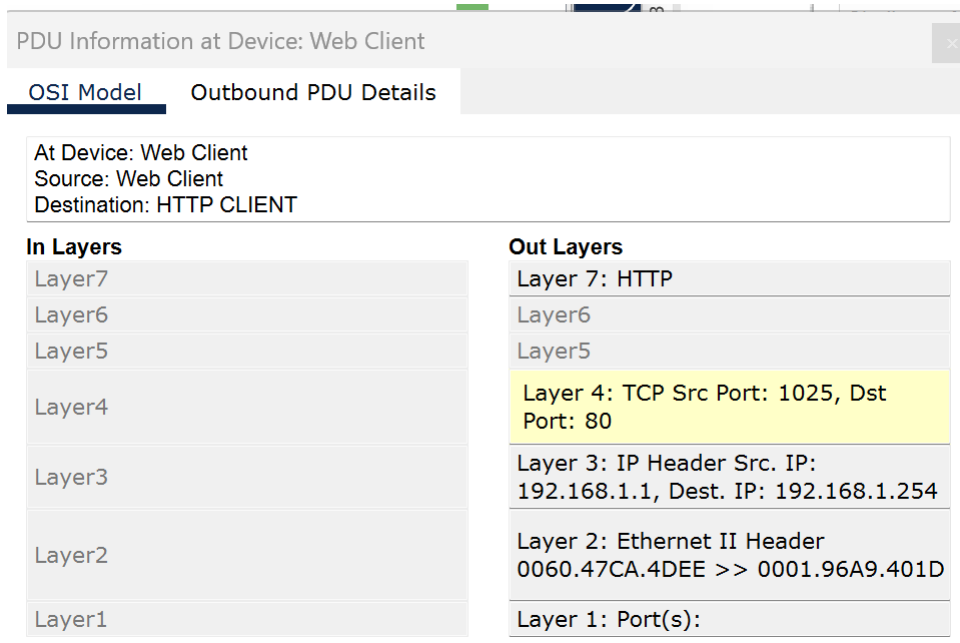 PDU Information at Device: Web Client
OSI Model Outbound PDU Details
At Device: Web Client
Source: Web Client
Destination: HTTP CLIENT
In Layers
Layer7
Layer6
Layer5
Layer4
Layer3
Layer2
Layer1
Out Layers
Layer 7: HTTP
Layer6
Layer5
Layer 4: TCP Src Port: 1025, Dst
Port: 80
Layer 3: IP Header Src. IP:
192.168.1.1, Dest. IP: 192.168.1.254
Layer 2: Ethernet II Header
0060.47CA.4DEE >> 0001.96A9.401D
Layer 1: Port(s):